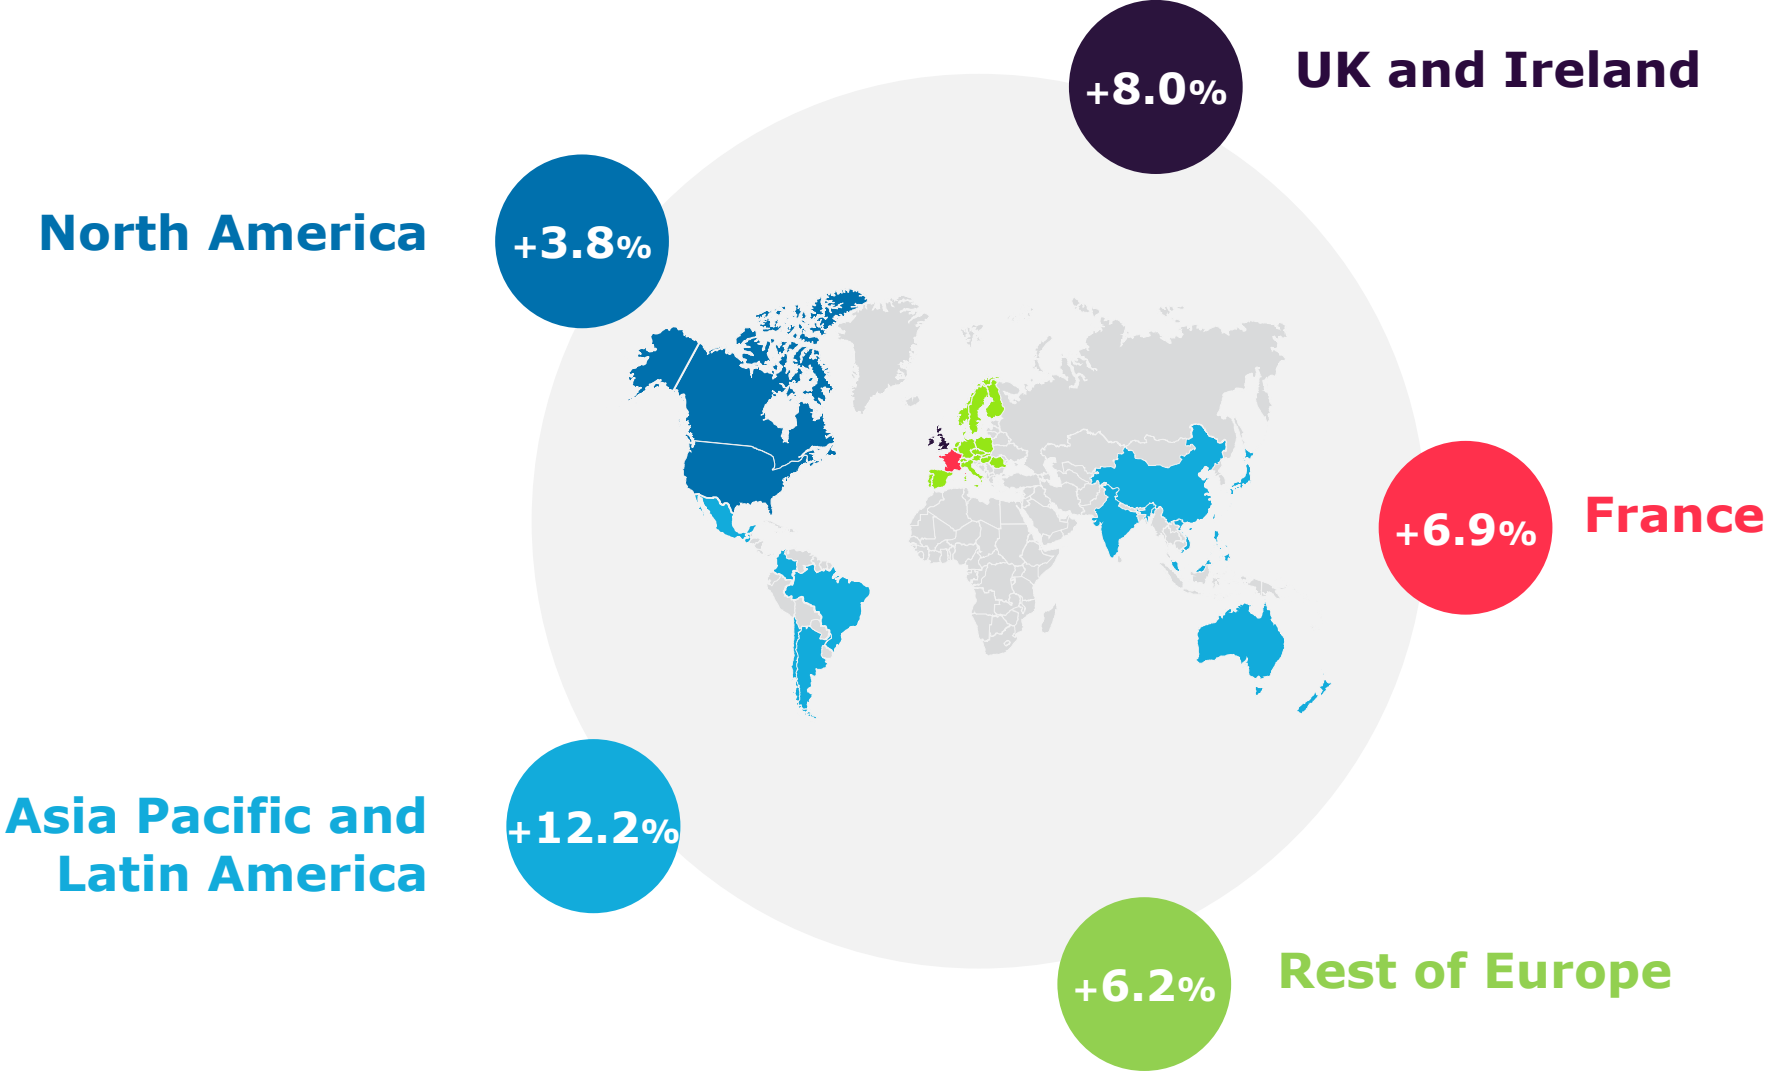 UK and Ireland
+8.0%
North America
+3.8%
France
+6.9%
Asia Pacific and
Latin America
+12.2%
Rest of Europe
+6.2%